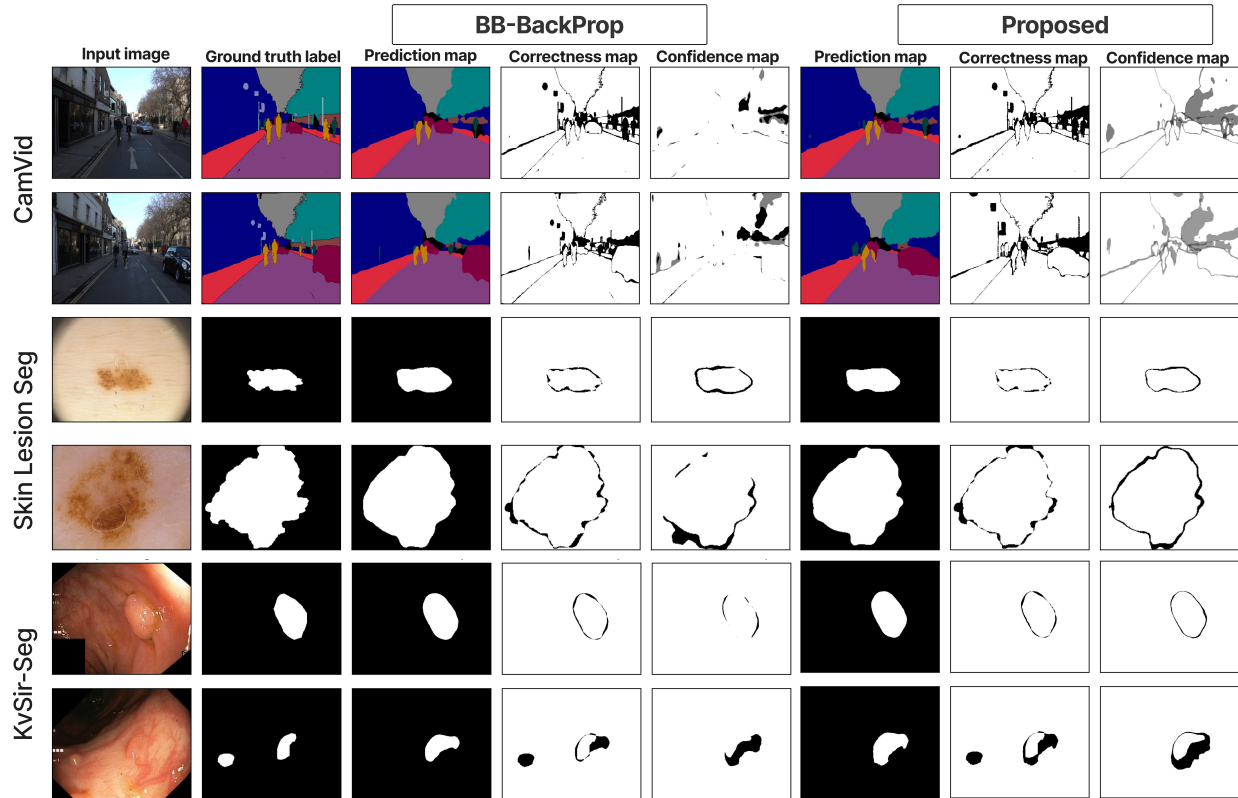 BB-BackProp
Proposed
Input image
Ground truth label
Prediction map
Correctness map
Confidence map
Prediction map
Correctness map
Confidence map
CamVid
Skin Lesion Seg
KvSir-Seg